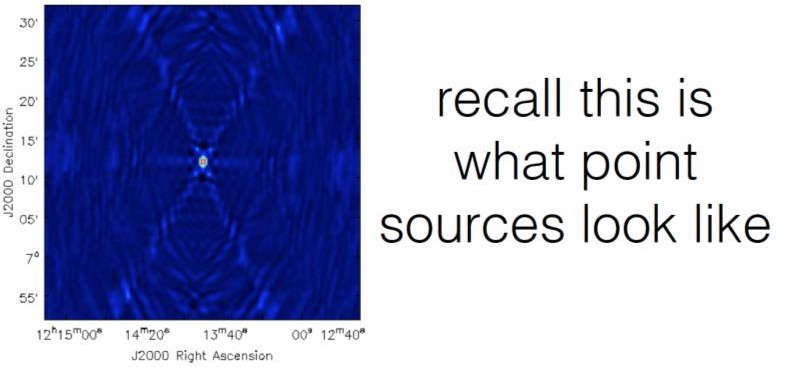 30'
25'
20'
15'
10'
05'
7°
55'
J2000 Declination
12ʰ15ᵐ00ˢ 14ᵐ20ˢ 13ᵐ40ˢ 00ˢ 12ᵐ40ˢ
J2000 Right Ascension
recall this is
what point
sources look like